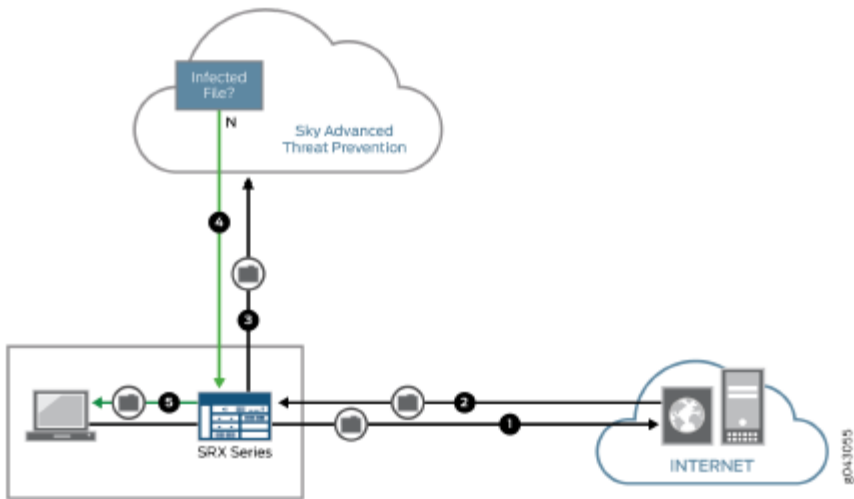 Infected
File?
N
Sky Advanced
Threat Prevention
4
3
5
2
1
SRX Series
INTERNET
g043055